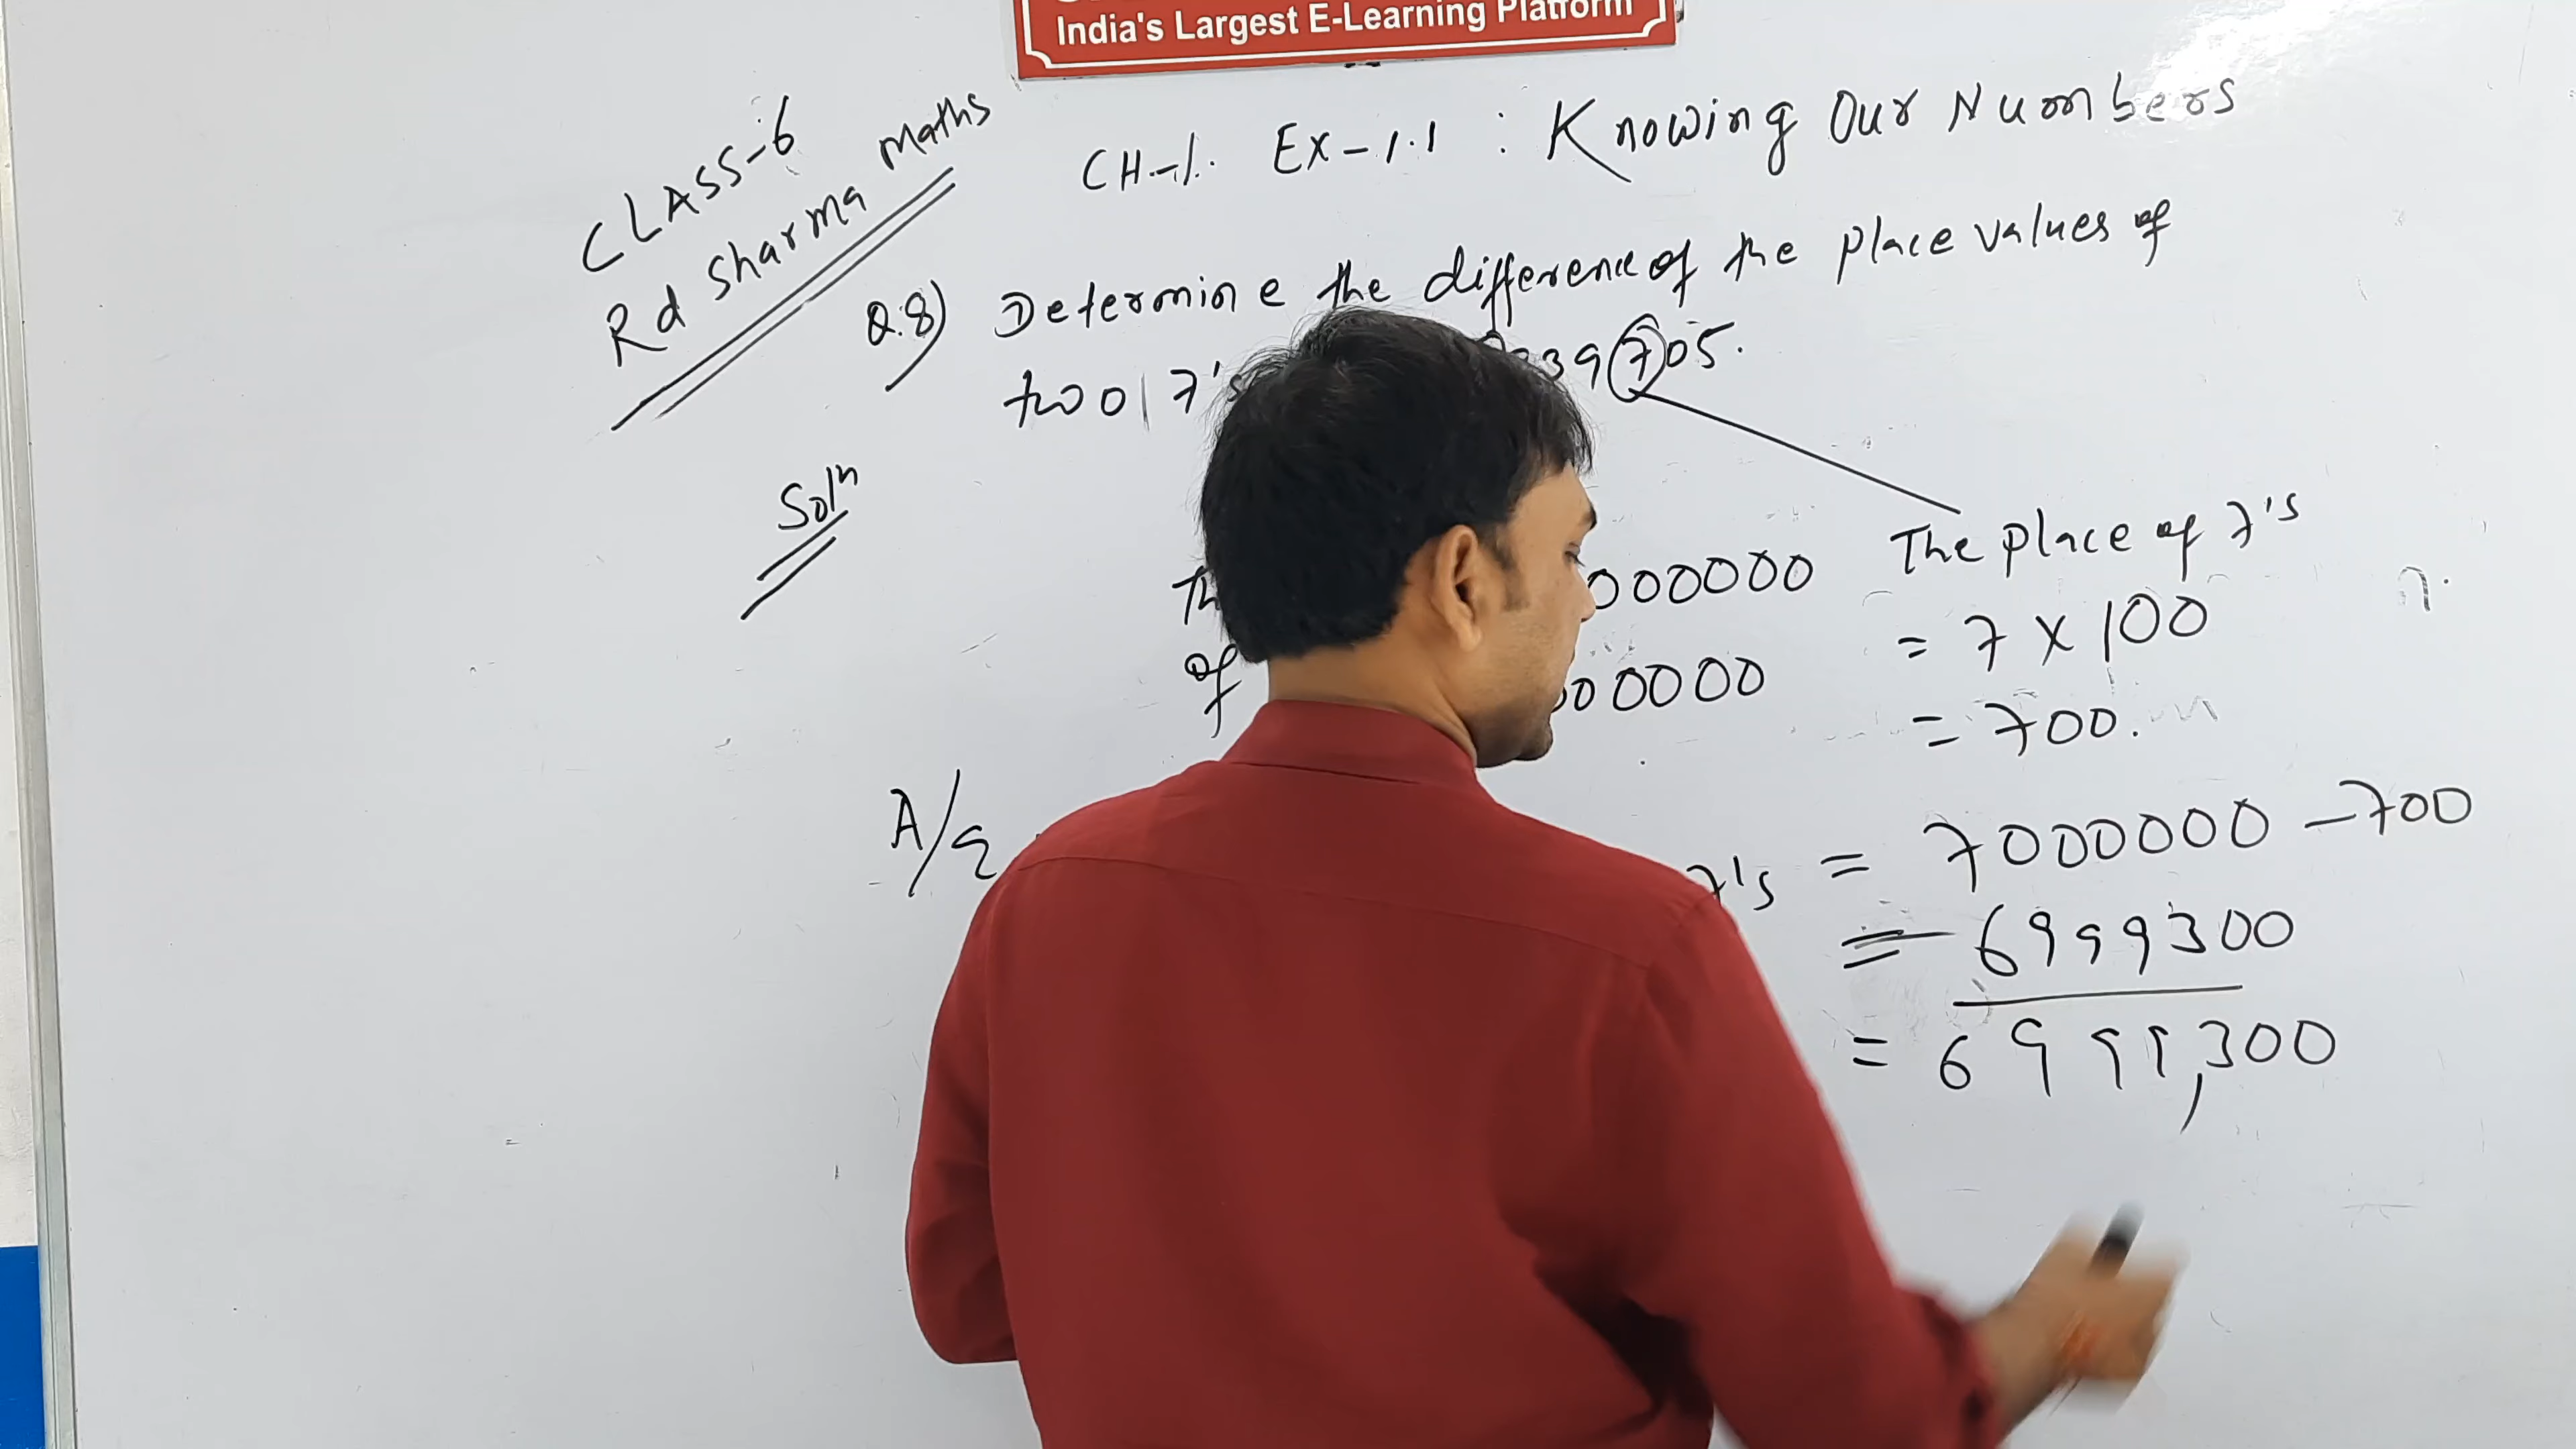 India's Largest E-Learning Platform
CLASS-6
Rd Sharma Maths
CH-1. Ex-1.1 : Knowing Our Numbers
Q.8) Determine the difference of the place values of
two 7's 39705.
Soln
The place of 7's
000000 = 7 x 100
of 00000 = 700.
A/q 7's = 7000000 - 700
= 6999300
= 6999,300